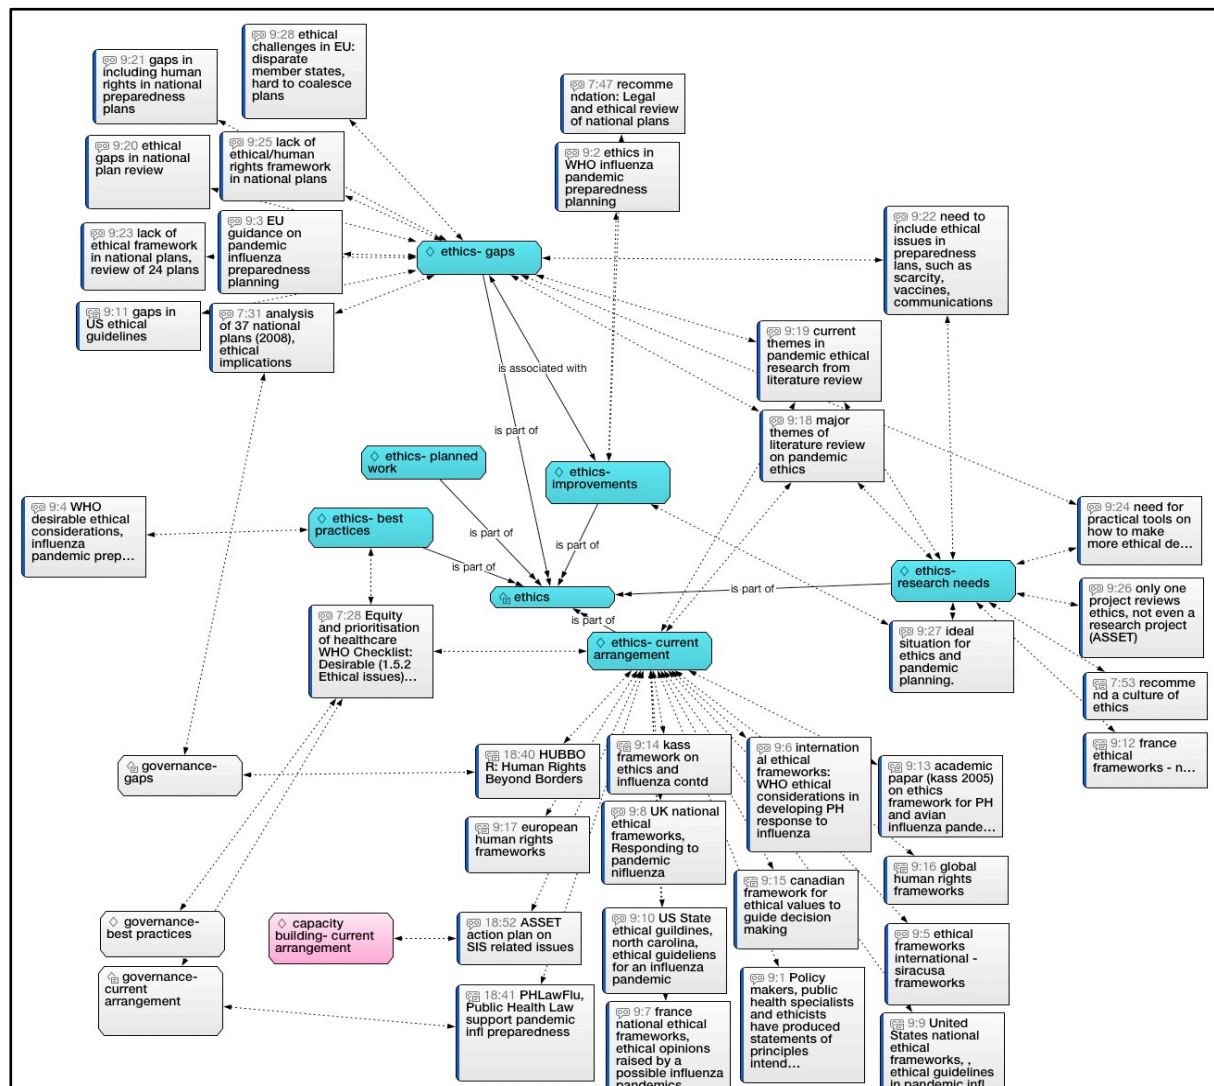 9:28 ethical
challenges in EU:
disparate
member states,
hard to coalesce
plans
9:21 gaps in
including human
rights in national
preparedness
plans
7:47 recomme
ndation: Legal
and ethical review
of national plans
9:20 ethical
gaps in national
plan review
9:25 lack of
ethical/human
rights framework
in national plans
9:2 ethics in
WHO influenza
pandemic
preparedness
planning
9:23 lack of
ethical framework
in national plans,
review of 24 plans
9:3 EU
guidance on
pandemic
influenza
preparedness
planning
ethics- gaps
9:22 need to
include ethical
issues in
preparedness
lans, such as
scarcity,
vaccines,
communications
9:11 gaps in
US ethical
guidelines
7:31 analysis
of 37 national
plans (2008),
ethical
implications
9:19 current
themes in
pandemic ethical
research from
literature review
is associated with
is part of
9:18 major
themes of
literature review
on pandemic
ethics
ethics- planned
work
ethics-
improvements
9:4 WHO
desirable ethical
considerations,
influenza
pandemic prep...
ethics- best
practices
9:24 need for
practical tools on
how to make
more ethical de...
is part of
is part of
is part of
ethics
is part of
ethics-
research needs
is part of
9:26 only one
project reviews
ethics, not even a
research project
(ASSET)
7:28 Equity
and prioritisation
of healthcare
WHO Checklist:
Desirable (1.5.2
Ethical issues)...
ethics- current
arrangement
9:27 ideal
situation for
ethics and
pandemic
planning.
7:53 recomme
nd a culture of
ethics
9:12 france
ethical
frameworks - n...
governance-
gaps
18:40 HUBBO
R: Human Rights
Beyond Borders
9:14 kass
framework on
ethics and
influenza contd
9:6 internation
al ethical
frameworks:
WHO ethical
considerations in
developing PH
response to
influenza
9:13 academic
papar (kass 2005)
on ethics
framework for PH
and avian
influenza pande...
9:17 european
human rights
frameworks
9:8 UK national
ethical
frameworks,
Responding to
pandemic
nifluenza
9:16 global
human rights
frameworks
9:15 canadian
framework for
ethical values to
guide decision
making
governance-
best practices
capacity
building- current
arrangement
18:52 ASSET
action plan on
SIS related issues
9:10 US State
ethical guildines,
north carolina,
ethical guideliens
for an influenza
pandemic
9:5 ethical
frameworks
international -
siracusa
frameworks
governance-
current
arrangement
18:41 PHLawFlu,
Public Health Law
support pandemic
infl preparedness
9:1 Policy
makers, public
health specialists
and ethicists
have produced
statements of
principles
intend...
9:7 france
national ethical
frameworks,
ethical opinions
raised by a
possible influenza
pandemics
9:9 United
States national
ethical
frameworks, .
ethical guidelines
in pandemic infl